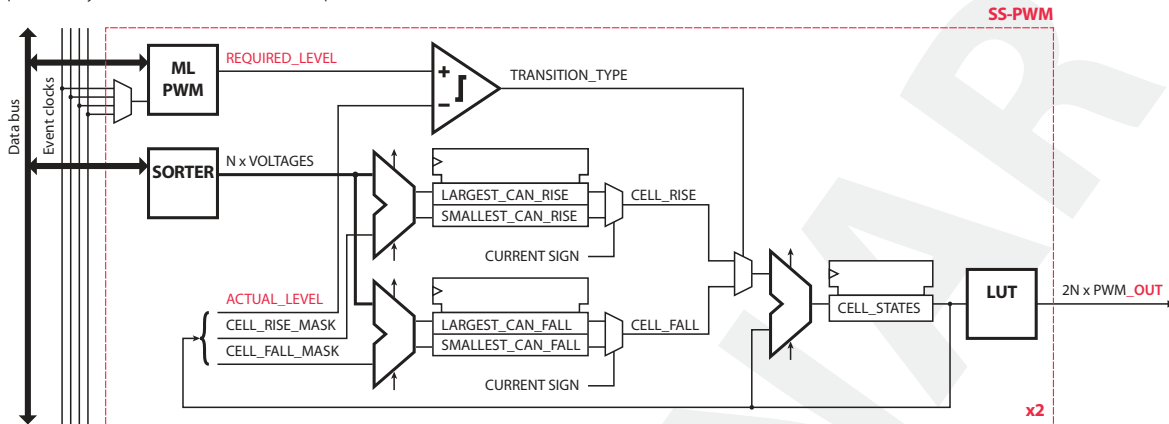 SS-PWM
Data bus
Event clocks
ML
PWM
REQUIRED_LEVEL
+
−
TRANSITION_TYPE
SORTER
N x VOLTAGES
LARGEST_CAN_RISE
SMALLEST_CAN_RISE
CELL_RISE
CURRENT SIGN
ACTUAL_LEVEL
CELL_RISE_MASK
CELL_FALL_MASK
LARGEST_CAN_FALL
SMALLEST_CAN_FALL
CELL_FALL
CURRENT SIGN
CELL_STATES
LUT
2N x PWM_OUT
x2